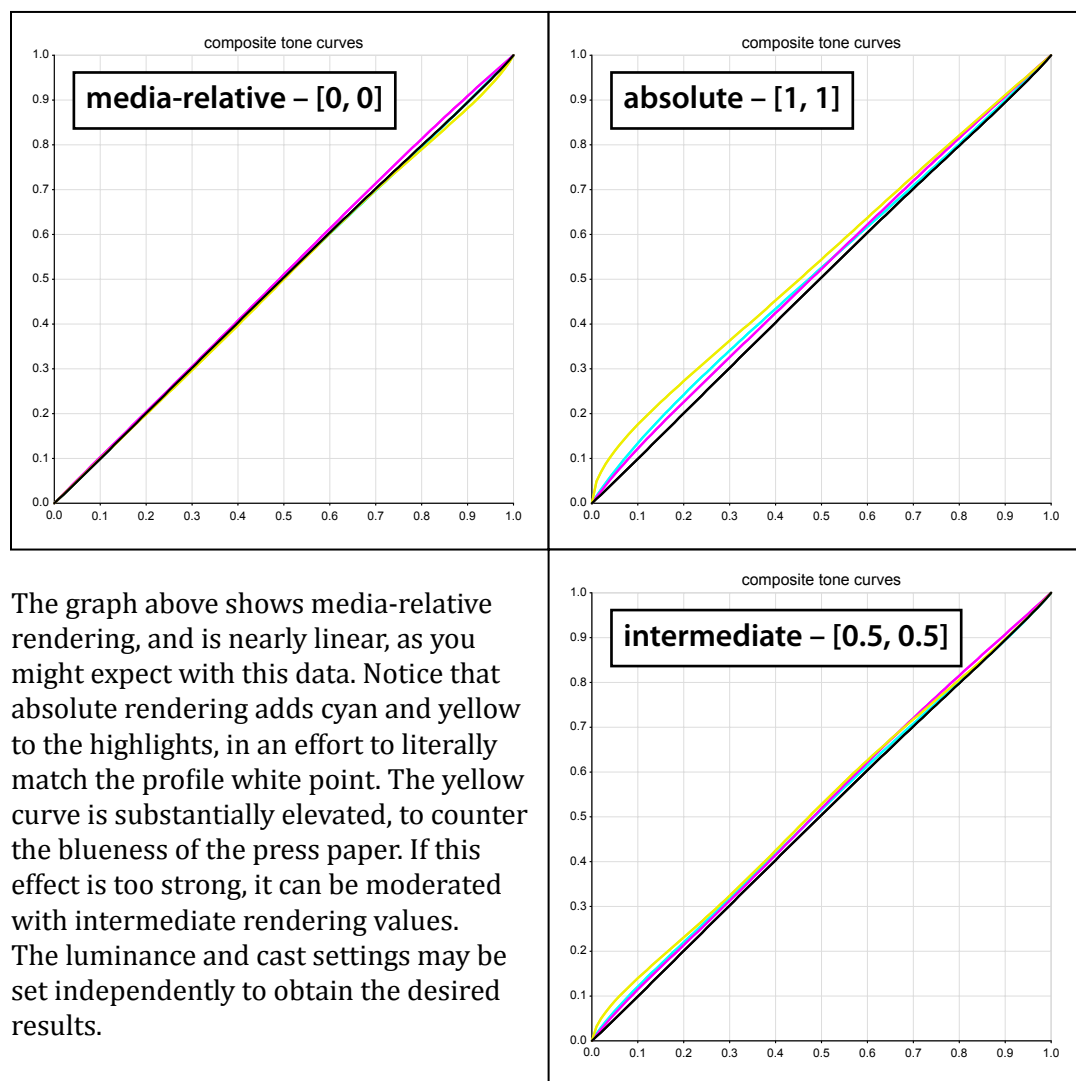 composite tone curves
media-relative – [0, 0]
1.0
0.9
0.8
0.7
0.6
0.5
0.4
0.3
0.2
0.1
0.0
0.0 0.1 0.2 0.3 0.4 0.5 0.6 0.7 0.8 0.9 1.0
composite tone curves
absolute – [1, 1]
1.0
0.9
0.8
0.7
0.6
0.5
0.4
0.3
0.2
0.1
0.0
0.0 0.1 0.2 0.3 0.4 0.5 0.6 0.7 0.8 0.9 1.0
The graph above shows media-relative
rendering, and is nearly linear, as you
might expect with this data. Notice that
absolute rendering adds cyan and yellow
to the highlights, in an effort to literally
match the profile white point. The yellow
curve is substantially elevated, to counter
the blueness of the press paper. If this
effect is too strong, it can be moderated
with intermediate rendering values.
The luminance and cast settings may be
set independently to obtain the desired
results.
composite tone curves
intermediate – [0.5, 0.5]
1.0
0.9
0.8
0.7
0.6
0.5
0.4
0.3
0.2
0.1
0.0
0.0 0.1 0.2 0.3 0.4 0.5 0.6 0.7 0.8 0.9 1.0